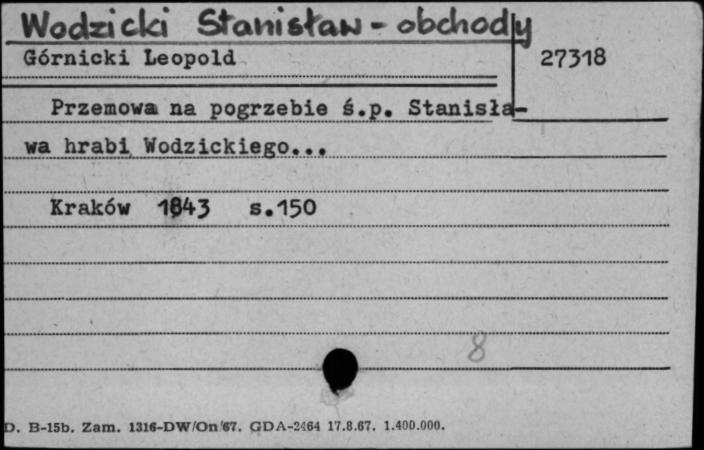 Wodzicki Stanisław - obchody
Górnicki Leopold 27318
Przemowa na pogrzebie ś.p. Stanisła-
wa hrabi Wodzickiego...
Kraków 1843 s.150
8
D. B-15b. Zam. 1316-DW/On/67. GDA-2464 17.8.67. 1.400.000.